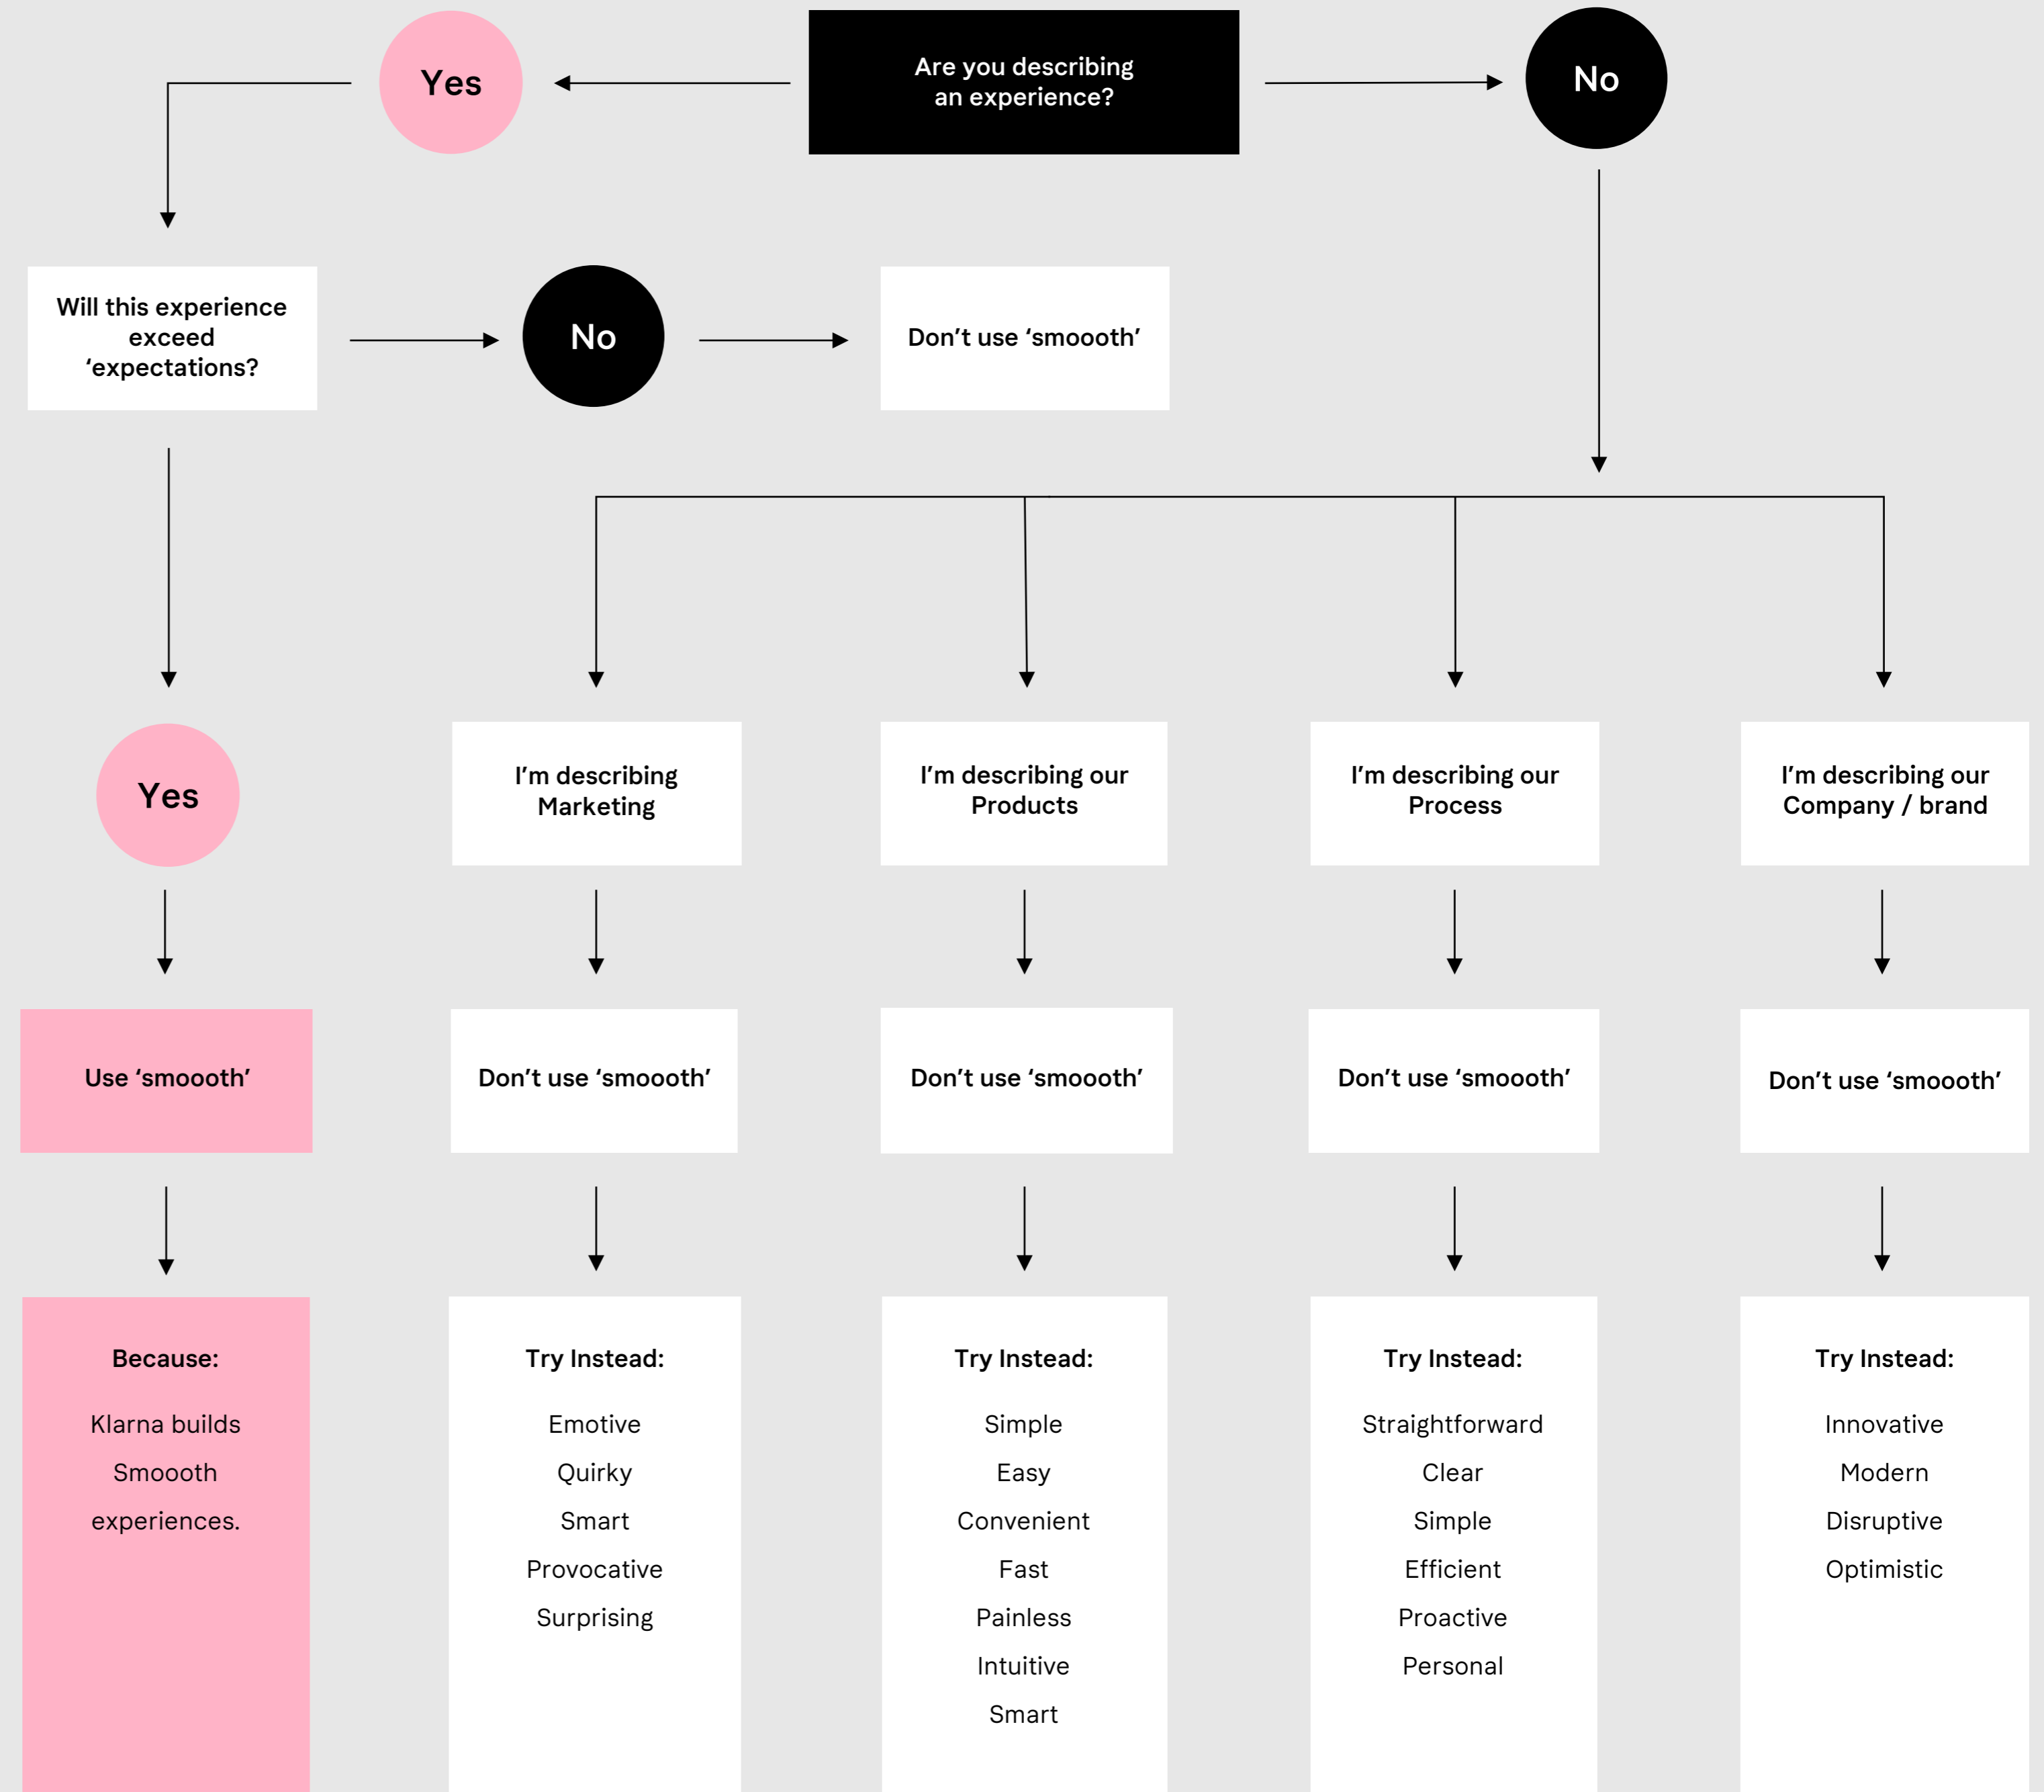 Yes
Are you describing
an experience?
No
Will this experience
exceed
‘expectations?
No
Don’t use ‘smoooth’
Yes
I’m describing
Marketing
I’m describing our
Products
I’m describing our
Process
I’m describing our
Company / brand
Use ‘smoooth’
Don’t use ‘smoooth’
Don’t use ‘smoooth’
Don’t use ‘smoooth’
Don’t use ‘smoooth’
Because:
Klarna builds
Smoooth
experiences.
Try Instead:
Emotive
Quirky
Smart
Provocative
Surprising
Try Instead:
Simple
Easy
Convenient
Fast
Painless
Intuitive
Smart
Try Instead:
Straightforward
Clear
Simple
Efficient
Proactive
Personal
Try Instead:
Innovative
Modern
Disruptive
Optimistic